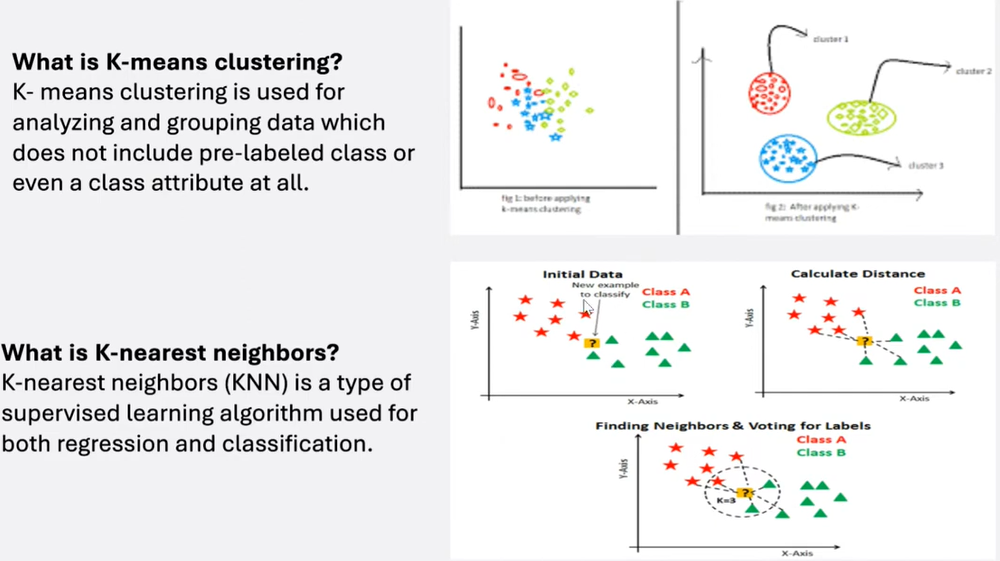 What is K-means clustering?
K- means clustering is used for
analyzing and grouping data which
does not include pre-labeled class or
even a class attribute at all.
fig 1: before applying
k-means clustering
cluster 1
cluster 2
cluster 3
fig 2: After applying K-
means clustering
What is K-nearest neighbors?
K-nearest neighbors (KNN) is a type of
supervised learning algorithm used for
both regression and classification.
Initial Data
New example
to classify
Class A
Class B
?
Y-Axis
X-Axis
Calculate Distance
Class A
Class B
?
Y-Axis
X-Axis
Finding Neighbors & Voting for Labels
Class A
Class B
?
K=3
Y-Axis
X-Axis